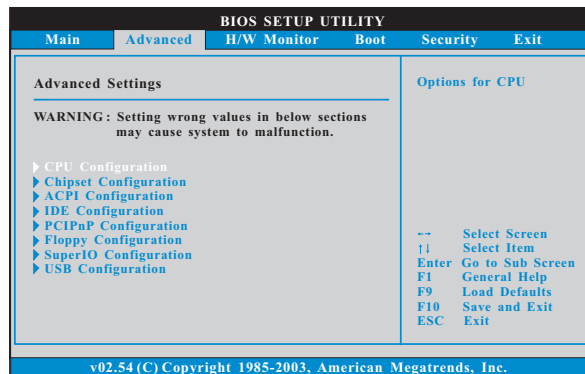 BIOS SETUP UTILITY
Main Advanced H/W Monitor Boot Security Exit
Advanced Settings
WARNING : Setting wrong values in below sections
may cause system to malfunction.
CPU Configuration
Chipset Configuration
ACPI Configuration
IDE Configuration
PCIPnP Configuration
Floppy Configuration
SuperIO Configuration
USB Configuration
Options for CPU
←→ Select Screen
↑↓ Select Item
Enter Go to Sub Screen
F1 General Help
F9 Load Defaults
F10 Save and Exit
ESC Exit
v02.54 (C) Copyright 1985-2003, American Megatrends, Inc.